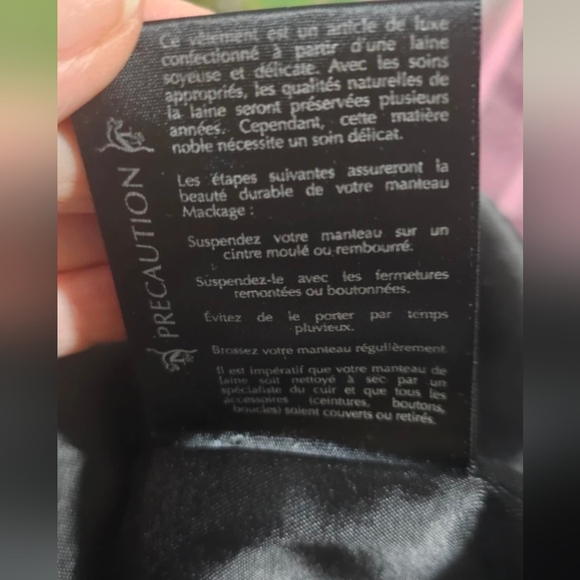 PRECAUTION
Ce vêtement est un article de luxe
confectionné à partir d'une laine
soyeuse et délicate. Avec les soins
appropriés, les qualités naturelles de
la laine seront préservées plusieurs
années. Cependant, cette matière
noble nécessite un soin délicat.
Les étapes suivantes assureront la
beauté durable de votre manteau
Mackage :
Suspendez votre manteau sur un
cintre moulé ou rembourré.
Suspendez-le avec les fermetures
remontées ou boutonnées.
Évitez de le porter par temps
pluvieux.
Brossez votre manteau régulièrement
Il est impératif que votre manteau de
laine soit nettoyé à sec par un
spécialiste du cuir et que tous les
accessoires (ceintures, boutons,
boucles) soient couverts ou retirés.